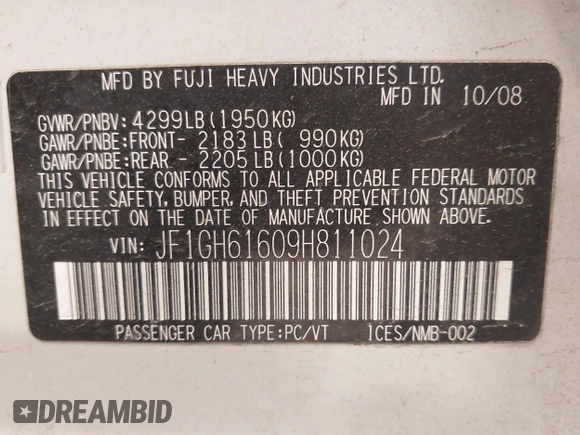 MFD BY FUJI HEAVY INDUSTRIES LTD.
MFD IN 10/08
GVWR/PNBV: 4299LB(1950KG)
GAWR/PNBE:FRONT- 2183LB( 990KG)
GAWR/PNBE:REAR - 2205LB(1000KG)
THIS VEHICLE CONFORMS TO ALL APPLICABLE FEDERAL MOTOR
VEHICLE SAFETY, BUMPER, AND THEFT PREVENTION STANDARDS
IN EFFECT ON THE DATE OF MANUFACTURE SHOWN ABOVE.
VIN: JF1GH61609H811024
PASSENGER CAR TYPE:PC/VT ICES/NMB-002
DREAMBID